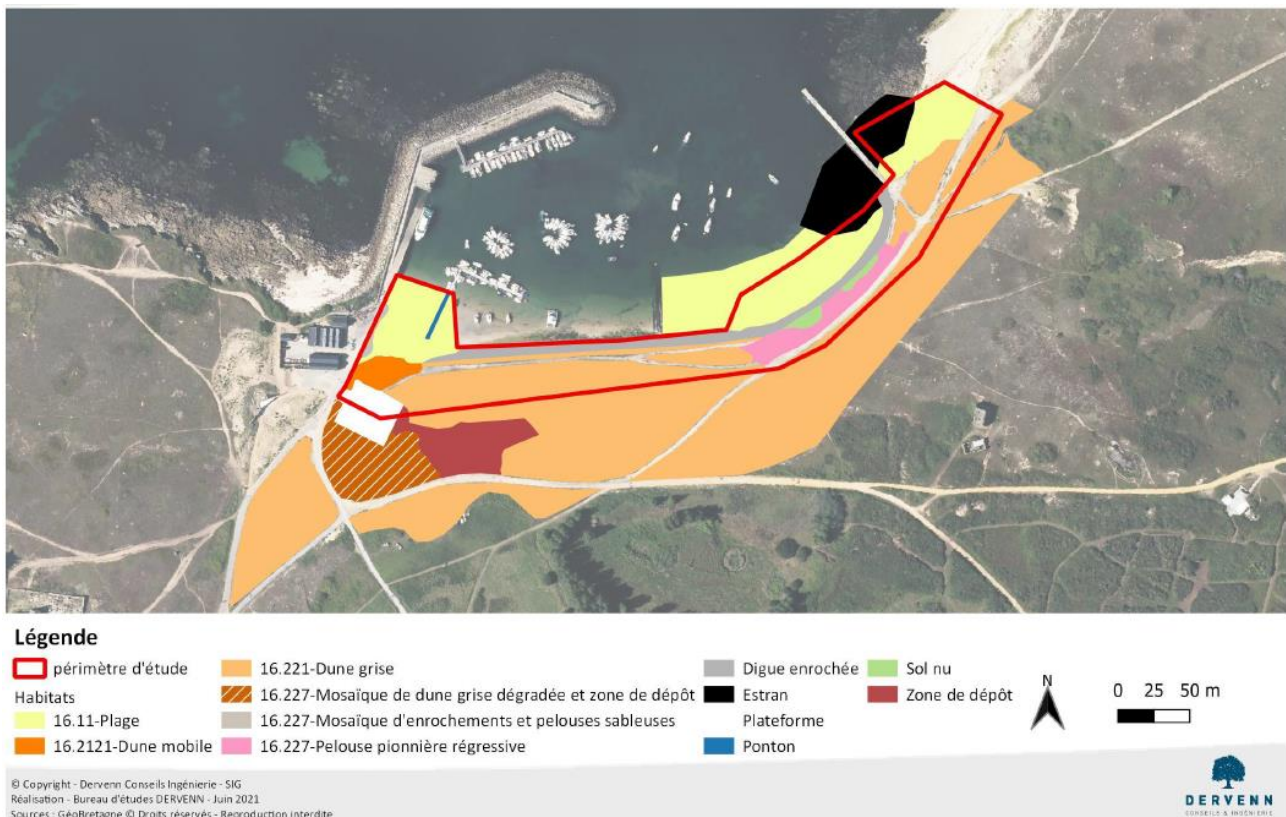 Légende
périmètre d'étude
Habitats
16.11-Plage
16.2121-Dune mobile
16.221-Dune grise
16.227-Mosaïque de dune grise dégradée et zone de dépôt
16.227-Mosaïque d'enrochements et pelouses sableuses
16.227-Pelouse pionnière régressive
Digue enrochée
Estran
Plateforme
Ponton
Sol nu
Zone de dépôt
N
0 25 50 m
© Copyright - Dervenn Conseils Ingénierie - SIG
Réalisation - Bureau d'études DERVENN - Juin 2021
Sources : GéoBretagne © Droits réservés - Reproduction interdite
DERVENN
CONSEILS & INGÉNIERIE